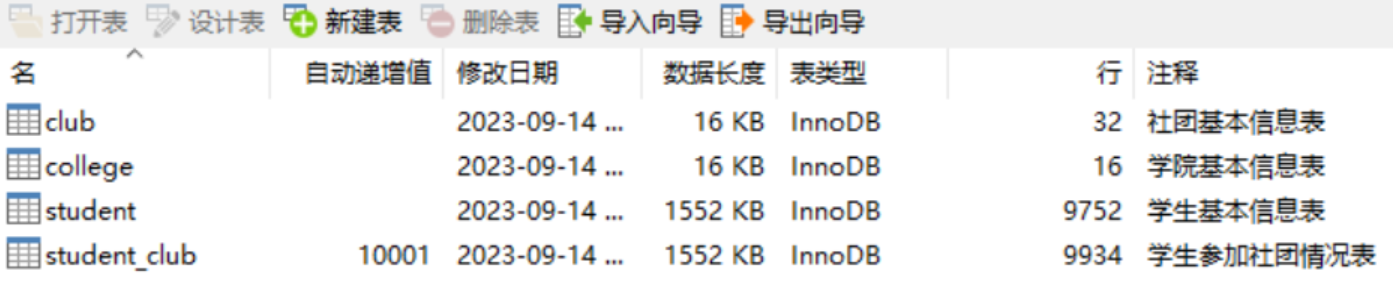 打开表 设计表 新建表 删除表 导入向导 导出向导
名 自动递增值 修改日期 数据长度 表类型 行 注释
club 2023-09-14 ... 16 KB InnoDB 32 社团基本信息表
college 2023-09-14 ... 16 KB InnoDB 16 学院基本信息表
student 2023-09-14 ... 1552 KB InnoDB 9752 学生基本信息表
student_club 10001 2023-09-14 ... 1552 KB InnoDB 9934 学生参加社团情况表